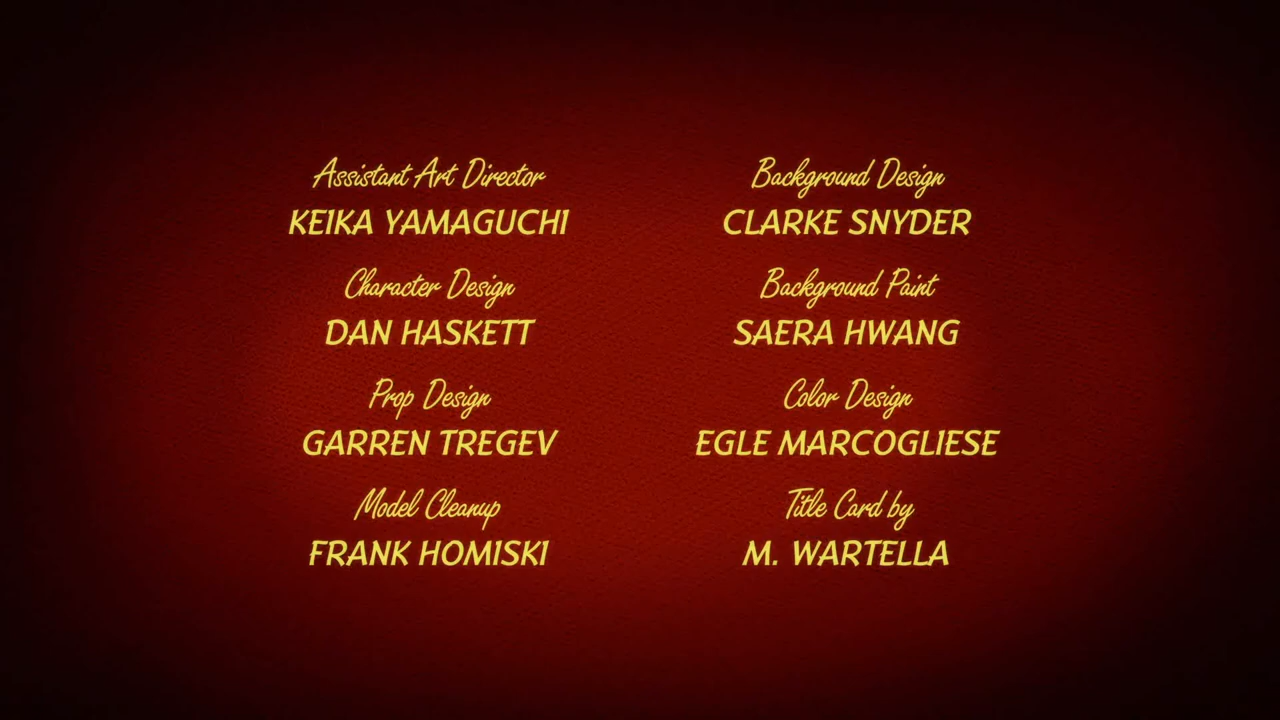 Assistant Art Director
KEIKA YAMAGUCHI
Character Design
DAN HASKETT
Prop Design
GARREN TREGEV
Model Cleanup
FRANK HOMISKI
Background Design
CLARKE SNYDER
Background Paint
SAERA HWANG
Color Design
EGLE MARCOGLIESE
Title Card by
M. WARTELLA